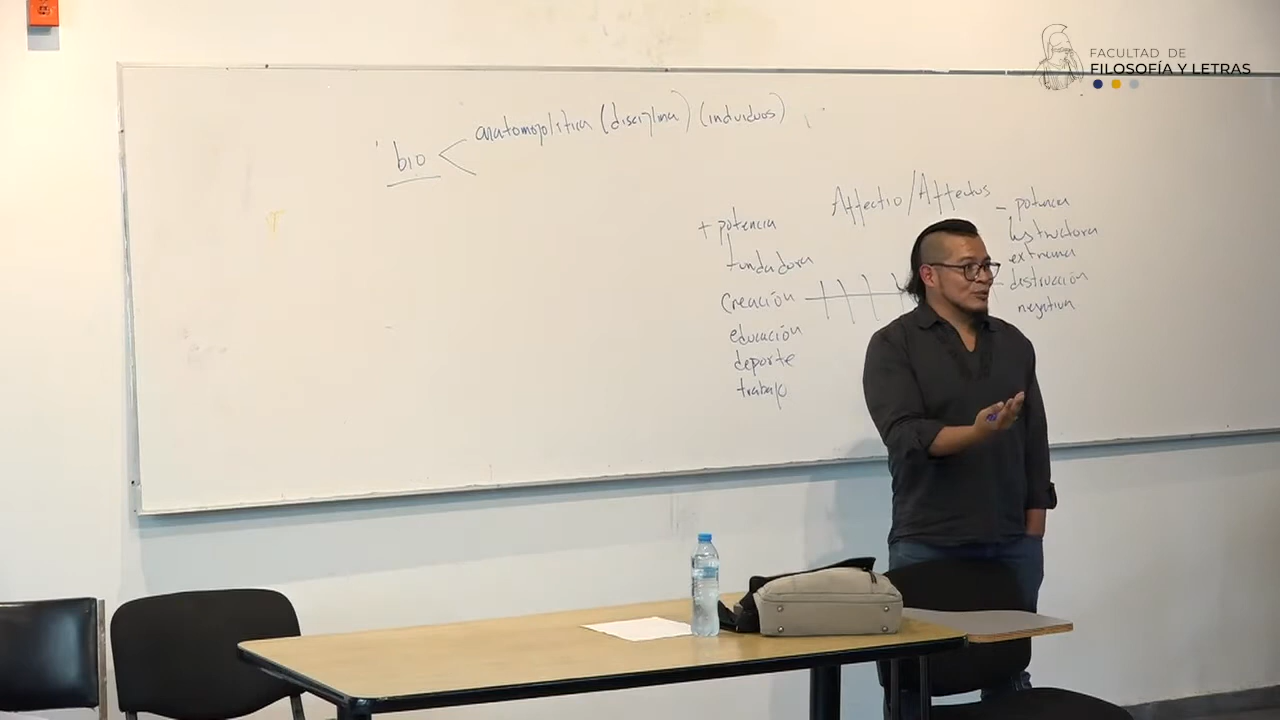 FACULTAD DE
FILOSOFÍA Y LETRAS
bio < anatomopolítica (disciplina) (individuos)
Affectio/Affectus
+ potencia
fundadora
creación
educación
deporte
trabajo
- potencia
extrema
destrucción
negativa